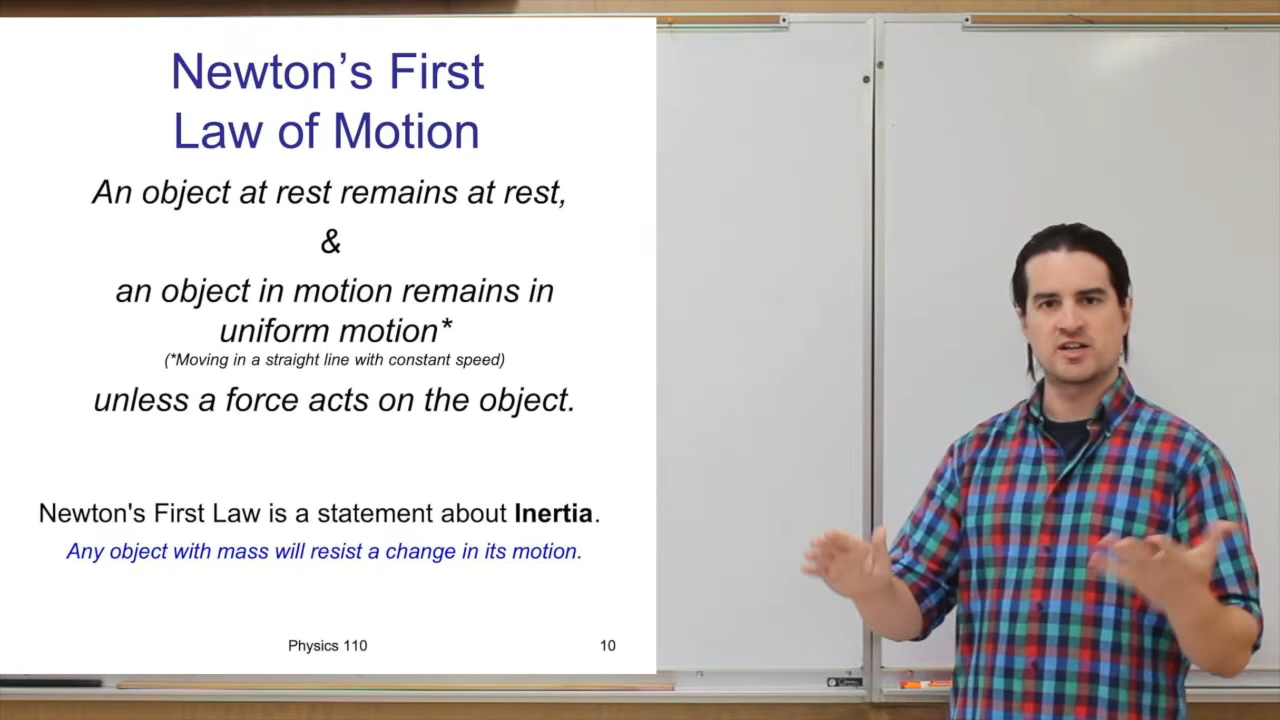 Newton’s First
Law of Motion
An object at rest remains at rest,
&
an object in motion remains in
uniform motion*
(*Moving in a straight line with constant speed)
unless a force acts on the object.
Newton's First Law is a statement about Inertia.
Any object with mass will resist a change in its motion.
Physics 110
10